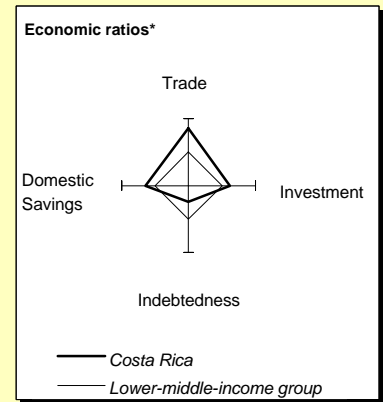 Economic ratios*
Trade
Domestic
Savings
Investment
Indebtedness
Costa Rica
Lower-middle-income group